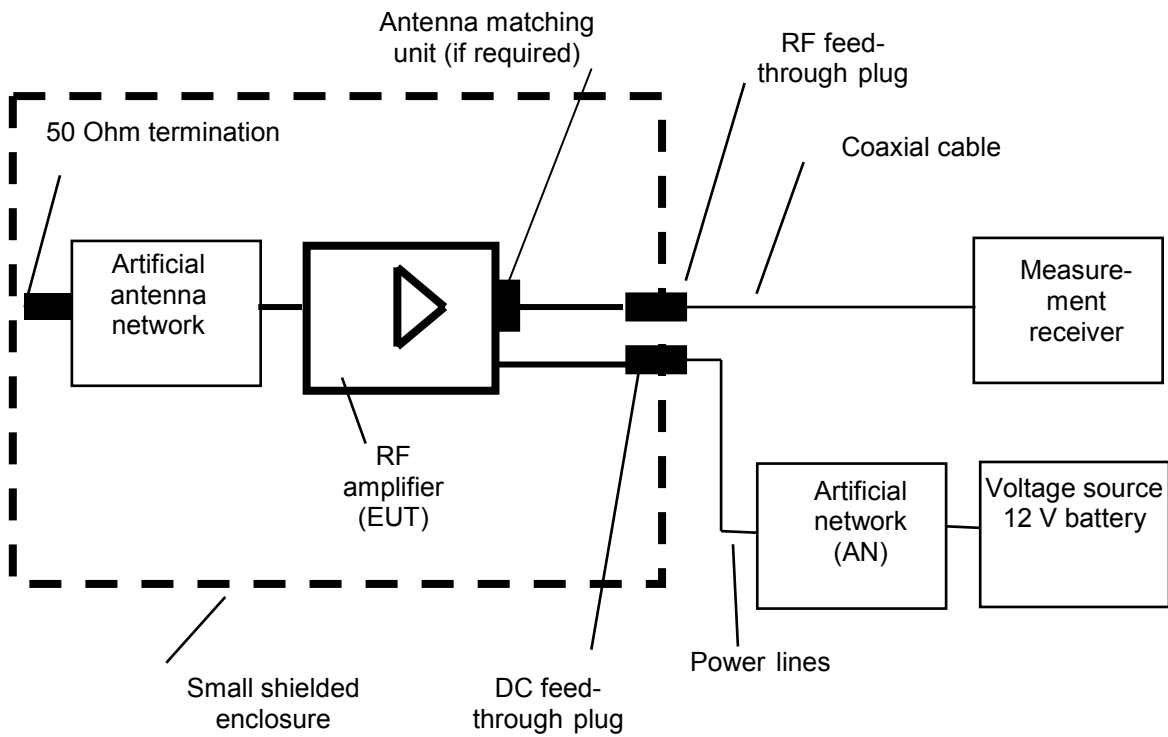 Antenna matching
unit (if required)
RF feed-
through plug
50 Ohm termination
Coaxial cable
Artificial
antenna
network
Measure-
ment
receiver
RF
amplifier
(EUT)
Artificial
network
(AN)
Voltage source
12 V battery
Power lines
Small shielded
enclosure
DC feed-
through plug